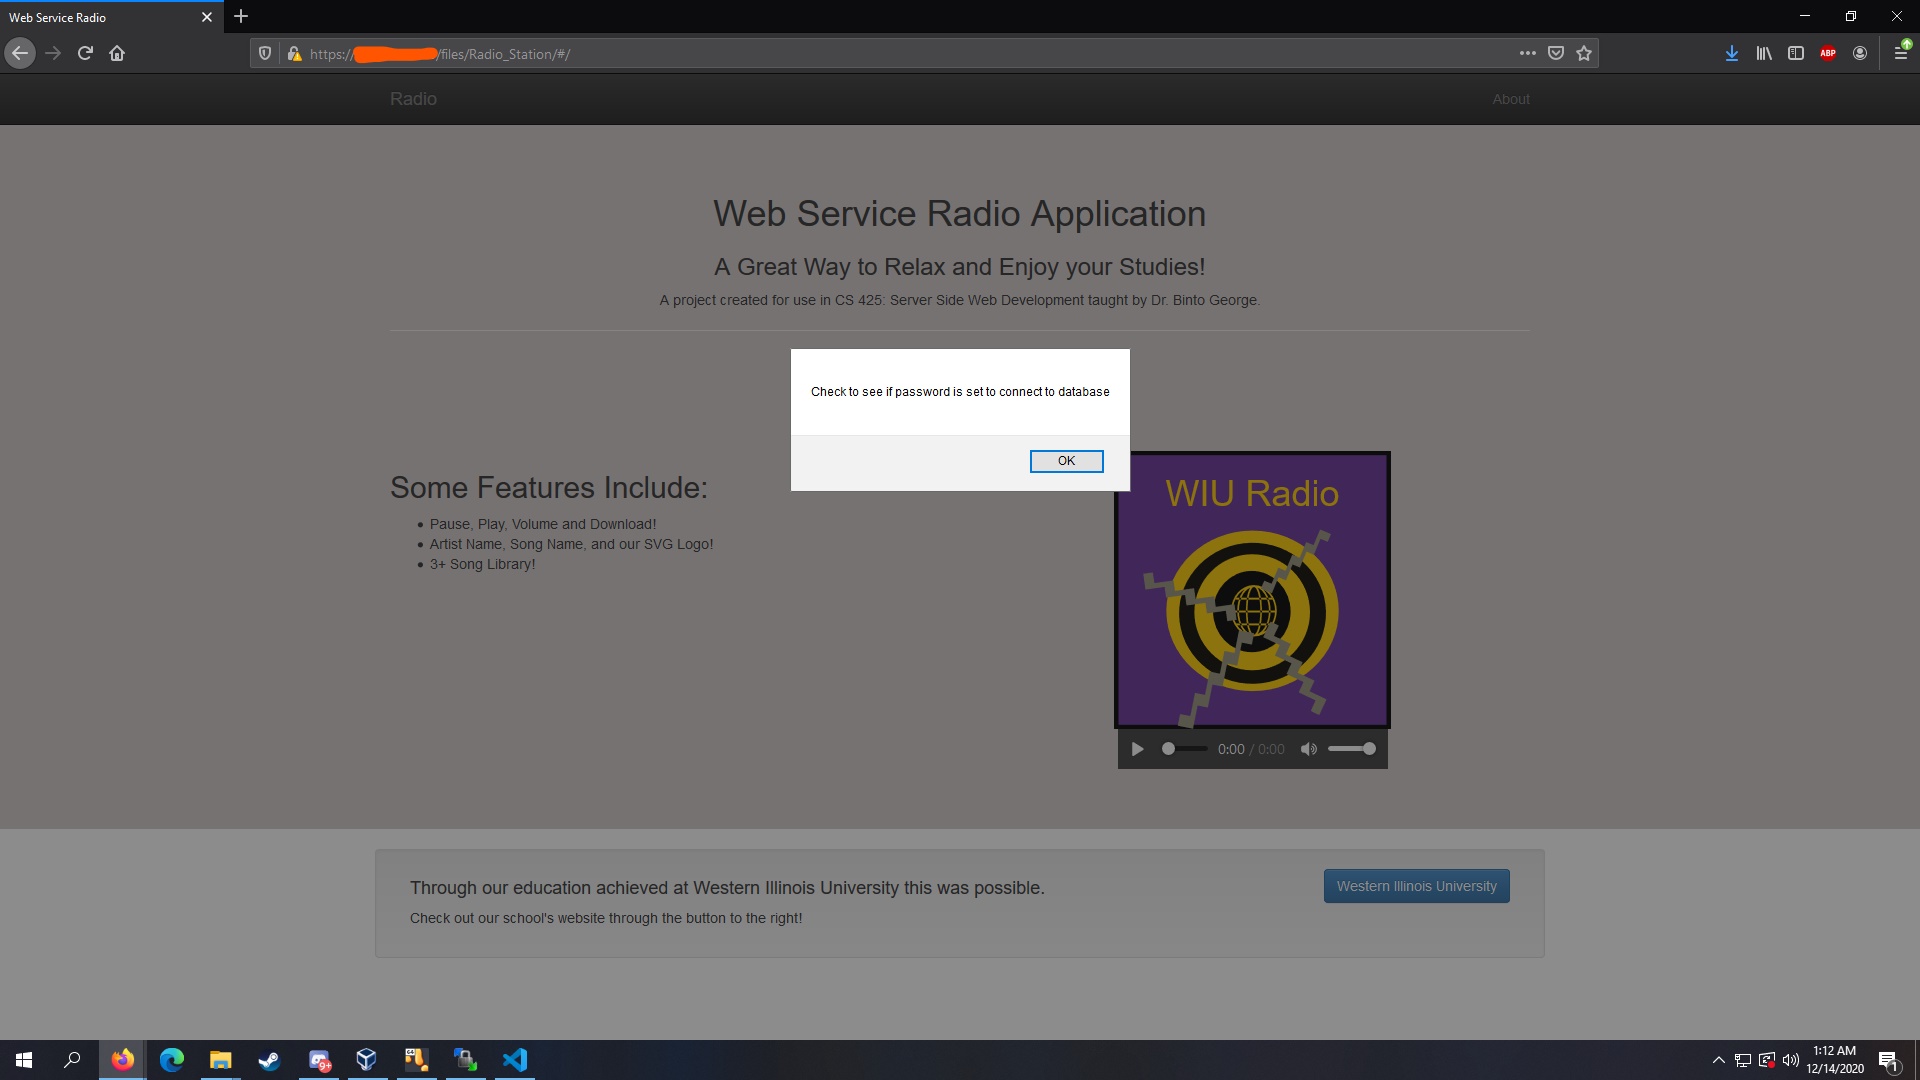 Web Service Radio
https://
/files/Radio_Station/#/
ABP
Radio
About
Web Service Radio Application
A Great Way to Relax and Enjoy your Studies!
A project created for use in CS 425: Server Side Web Development taught by Dr. Binto George.
Check to see if password is set to connect to database
OK
Some Features Include:
Pause, Play, Volume and Download!
Artist Name, Song Name, and our SVG Logo!
3+ Song Library!
WIU Radio
0:00 / 0:00
Through our education achieved at Western Illinois University this was possible.
Western Illinois University
Check out our school's website through the button to the right!
9+
64
1:12 AM
12/14/2020
1